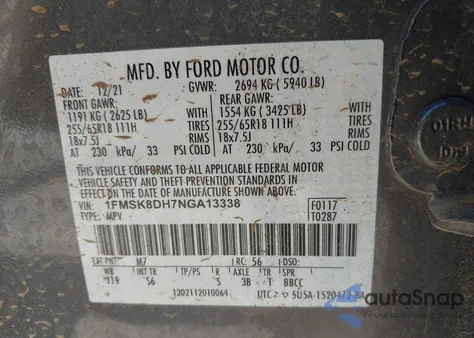 MFD. BY FORD MOTOR CO.
DATE: 12/21 GVWR: 2694 KG ( 5940 LB)
FRONT GAWR: REAR GAWR:
1191 KG ( 2625 LB) 1554 KG ( 3425 LB)
255/65R18 111H TIRES 255/65R18 111H TIRES
18x7.5J RIMS 18x7.5J RIMS
AT 230 kPa/ 33 PSI COLD AT 230 kPa/ 33 PSI COLD
THIS VEHICLE CONFORMS TO ALL APPLICABLE FEDERAL MOTOR
VEHICLE SAFETY AND BUMPER STANDARDS IN EFFECT ON THE DATE OF
MANUFACTURE SHOWN ABOVE.
VIN: 1FMSK8DH7NGA13338 F0117
TYPE: MPV T0287
EXT PNT: M7 RC: 56 DSO:
WB INT TR TP/PS R AXLE TR SPR
119 S6 S 3B T BBCC
1202112010064 UTC
autoSnap